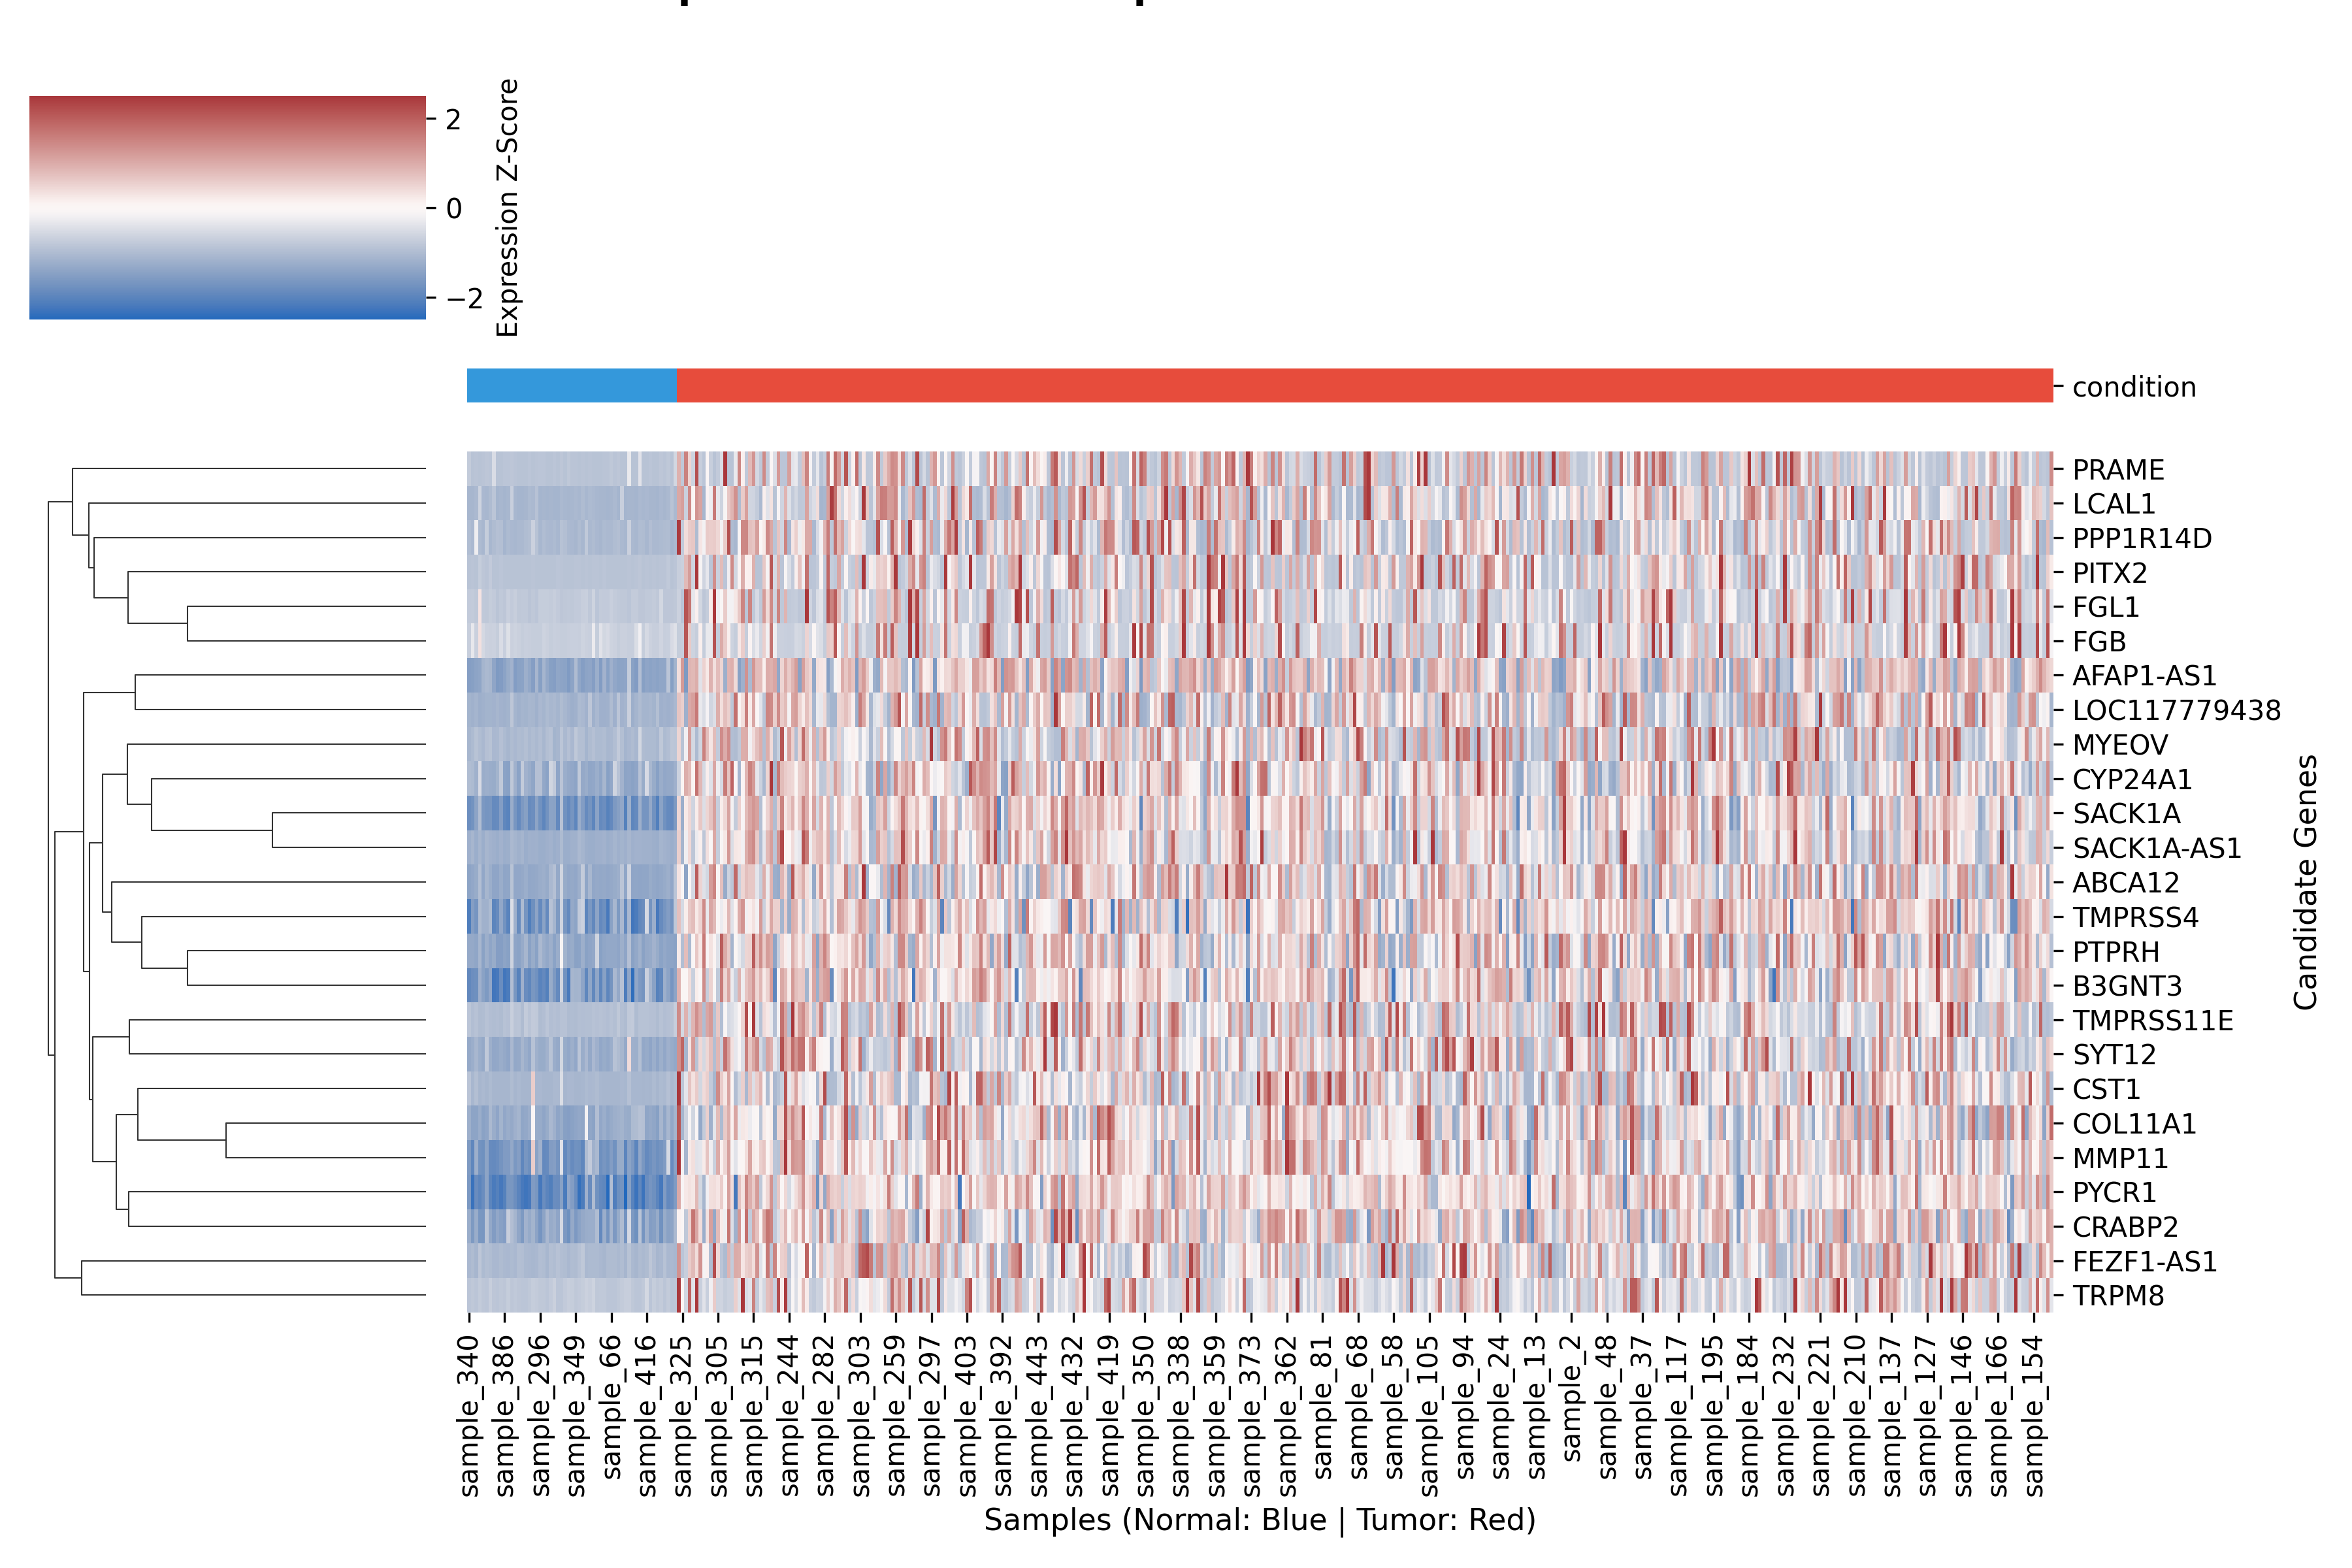 2
0
−2
Expression Z-Score
condition
PRAME
LCAL1
PPP1R14D
PITX2
FGL1
FGB
AFAP1-AS1
LOC117779438
MYEOV
CYP24A1
SACK1A
SACK1A-AS1
ABCA12
TMPRSS4
PTPRH
B3GNT3
TMPRSS11E
SYT12
CST1
COL11A1
MMP11
PYCR1
CRABP2
FEZF1-AS1
TRPM8
Candidate Genes
sample_340
sample_386
sample_296
sample_349
sample_66
sample_416
sample_325
sample_305
sample_315
sample_244
sample_282
sample_303
sample_259
sample_297
sample_403
sample_392
sample_443
sample_432
sample_419
sample_350
sample_338
sample_359
sample_373
sample_362
sample_81
sample_68
sample_58
sample_105
sample_94
sample_24
sample_13
sample_2
sample_48
sample_37
sample_117
sample_195
sample_184
sample_232
sample_221
sample_210
sample_137
sample_127
sample_146
sample_166
sample_154
Samples (Normal: Blue | Tumor: Red)